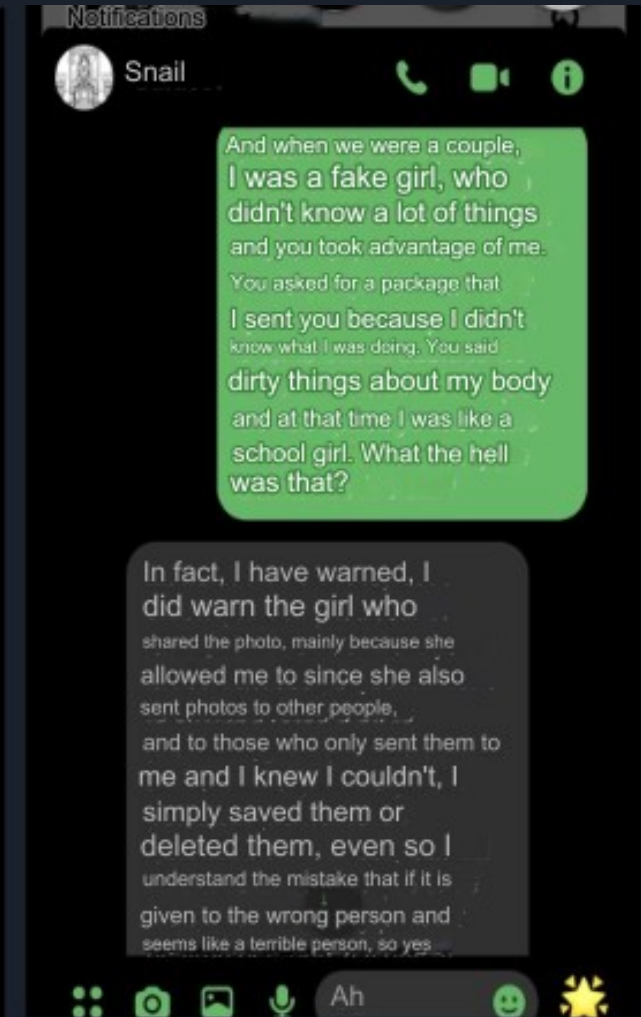 Notifications
Snail
And when we were a couple,
I was a fake girl, who
didn't know a lot of things
and you took advantage of me.
You asked for a package that
I sent you because I didn't
know what I was doing. You said
dirty things about my body
and at that time I was like a
school girl. What the hell
was that?
In fact, I have warned, I
did warn the girl who
shared the photo, mainly because she
allowed me to since she also
sent photos to other people,
and to those who only sent them to
me and I knew I couldn't, I
simply saved them or
deleted them, even so I
understand the mistake that if it is
given to the wrong person and
seems like a terrible person, so yes
Ah